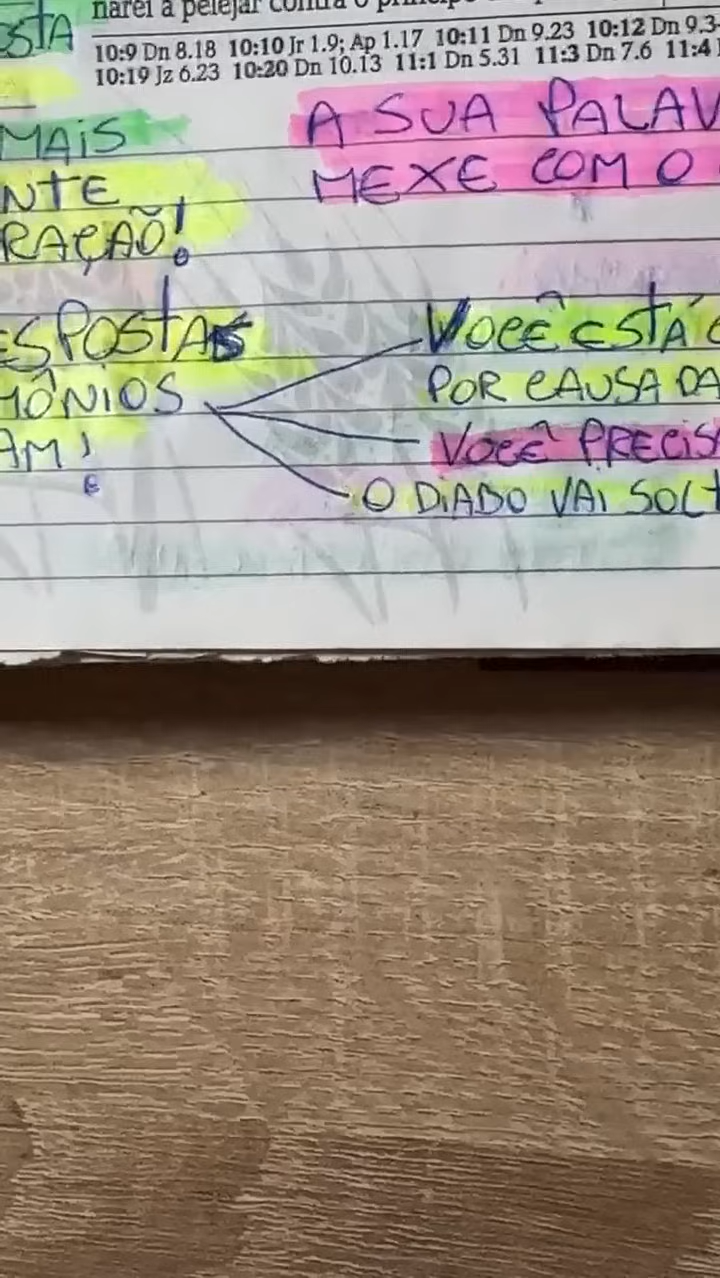 narei a pelejar contra o príncipe
10:9 Dn 8.18 10:10 Jr 1.9; Ap 1.17 10:11 Dn 9.23 10:12 Dn 9.3-
10:19 Jz 6.23 10:20 Dn 10.13 11:1 Dn 5.31 11:3 Dn 7.6 11:4
OSTA
MAIS
NTE
RAÇÃO!
A SUA PALAV
MEXE COM O
ESPOSTAS
MÔNIOS
AM!
VOCÊ ESTÁ
POR CAUSA DA
VOCÊ PRECIS
O DIABO VAI SOLT